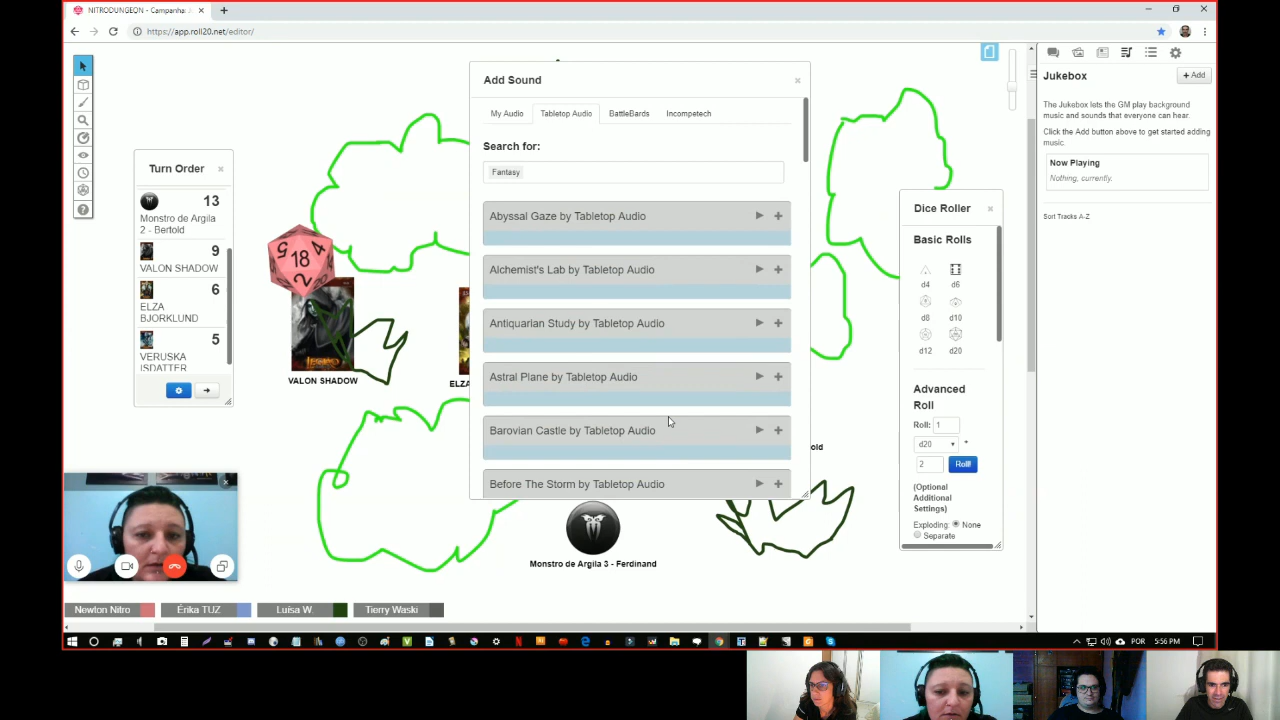 NITRODUNGEON - Campanha:
https://app.roll20.net/editor/
Turn Order
13
Monstro de Argila
2 - Bertold
9
VALON SHADOW
6
ELZA
BJORKLUND
5
VERUSKA
ISDATTER
18
4
5
2
LEGION
VALON SHADOW
ELZA
Add Sound
My Audio
Tabletop Audio
BattleBards
Incompetech
Search for:
Fantasy
Abyssal Gaze by Tabletop Audio
Alchemist's Lab by Tabletop Audio
Antiquarian Study by Tabletop Audio
Astral Plane by Tabletop Audio
Barovian Castle by Tabletop Audio
Before The Storm by Tabletop Audio
old
Monstro de Argila 3 - Ferdinand
Dice Roller
Basic Rolls
d4
d6
d8
d10
d12
d20
Advanced
Roll
Roll: 1
d20 *
2 Roll!
(Optional
Additional
Settings)
Exploding: None
Separate
Jukebox
+ Add
The Jukebox lets the GM play background
music and sounds that everyone can hear.
Click the Add button above to get started adding
music.
Now Playing
Nothing, currently.
Sort Tracks A-Z
Newton Nitro
Érika TUZ
Luísa W.
Tierry Waski
POR
5:56 PM